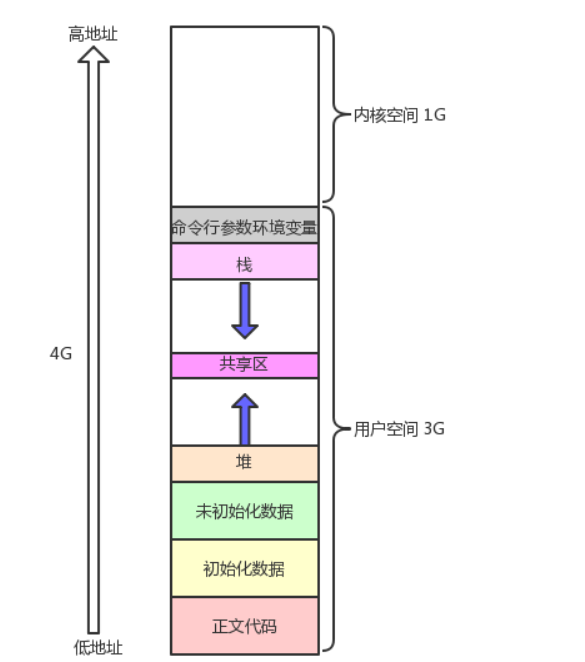 高地址
内核空间 1G
命令行参数环境变量
栈
4G
共享区
用户空间 3G
堆
未初始化数据
初始化数据
正文代码
低地址